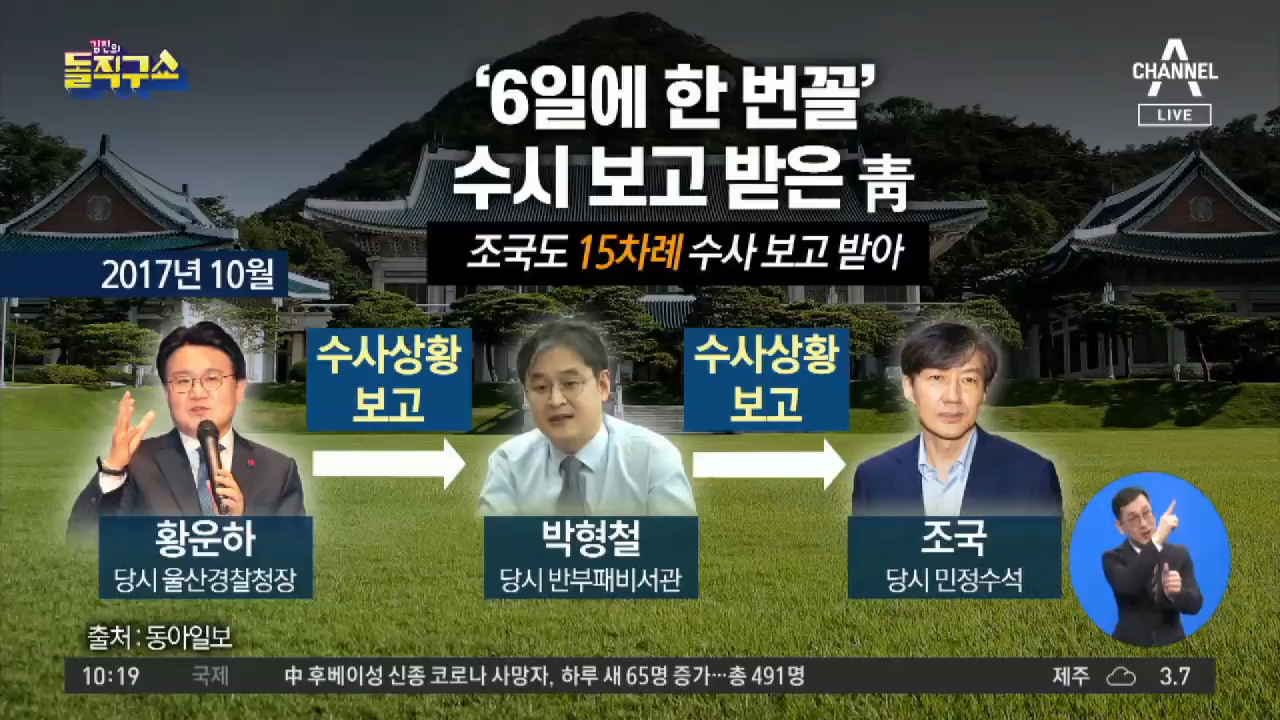 김진의
돌직구쇼
CHANNEL A
LIVE
‘6일에 한 번꼴’
수시 보고 받은 靑
조국도 15차례 수사 보고 받아
2017년 10월
수사상황
보고
수사상황
보고
황운하
당시 울산경찰청장
박형철
당시 반부패비서관
조국
당시 민정수석
출처 : 동아일보
10:19 국제 中 후베이성 신종 코로나 사망자, 하루 새 65명 증가…총 491명 제주 3.7